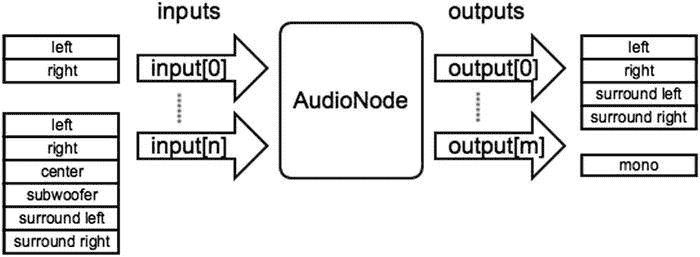 inputs
outputs
left
right
input[0]
output[0]
left
right
surround left
surround right
AudioNode
left
right
center
subwoofer
surround left
surround right
input[n]
output[m]
mono